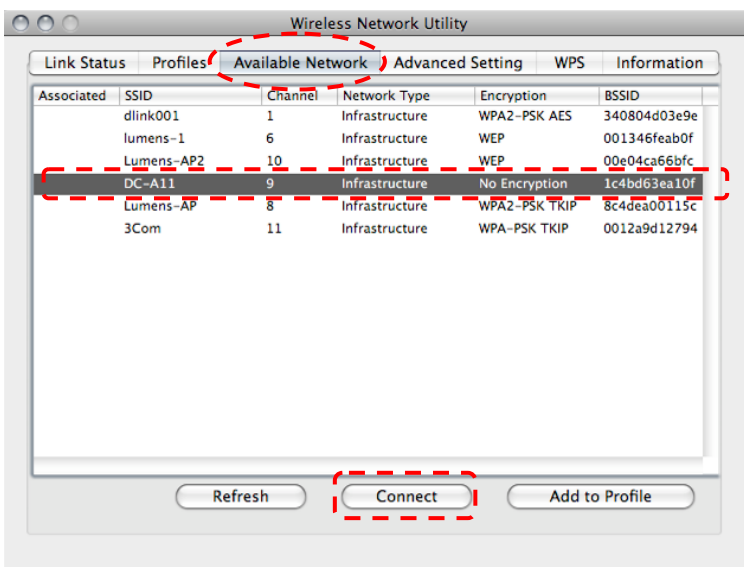 Wireless Network Utility
Link Status Profiles Available Network Advanced Setting WPS Information
Associated SSID Channel Network Type Encryption BSSID
dlink001 1 Infrastructure WPA2-PSK AES 340804d03e9e
lumens-1 6 Infrastructure WEP 001346feab0f
Lumens-AP2 10 Infrastructure WEP 00e04ca66bfc
DC-A11 9 Infrastructure No Encryption 1c4bd63ea10f
Lumens-AP 8 Infrastructure WPA2-PSK TKIP 8c4dea00115c
3Com 11 Infrastructure WPA-PSK TKIP 0012a9d12794
Refresh Connect Add to Profile